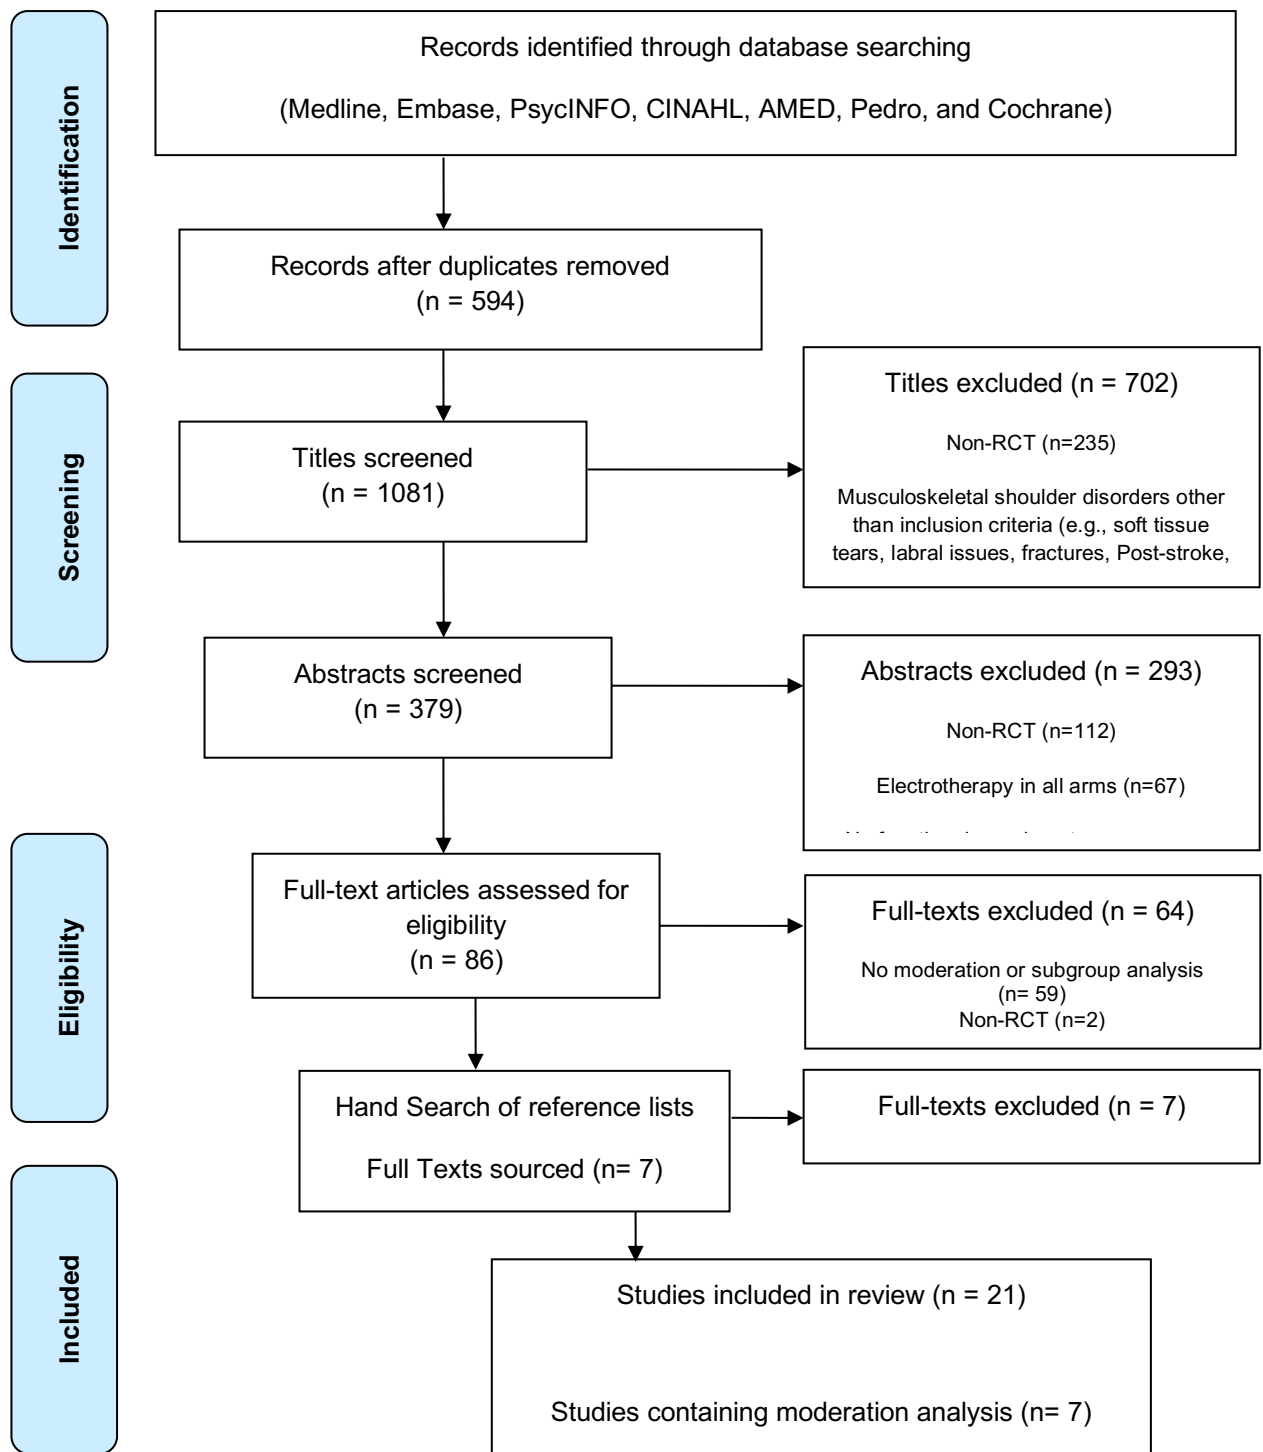 Identification
Records identified through database searching
(Medline, Embase, PsycINFO, CINAHL, AMED, Pedro, and Cochrane)
Records after duplicates removed
(n = 594)
Screening
Titles screened
(n = 1081)
Titles excluded (n = 702)
Non-RCT (n=235)
Musculoskeletal shoulder disorders other
than inclusion criteria (e.g., soft tissue
tears, labral issues, fractures, Post-stroke,
Abstracts screened
(n = 379)
Abstracts excluded (n = 293)
Non-RCT (n=112)
Electrotherapy in all arms (n=67)
Eligibility
Full-text articles assessed for
eligibility
(n = 86)
Full-texts excluded (n = 64)
No moderation or subgroup analysis
(n= 59)
Non-RCT (n=2)
Hand Search of reference lists
Full Texts sourced (n= 7)
Full-texts excluded (n = 7)
Included
Studies included in review (n = 21)
Studies containing moderation analysis (n= 7)